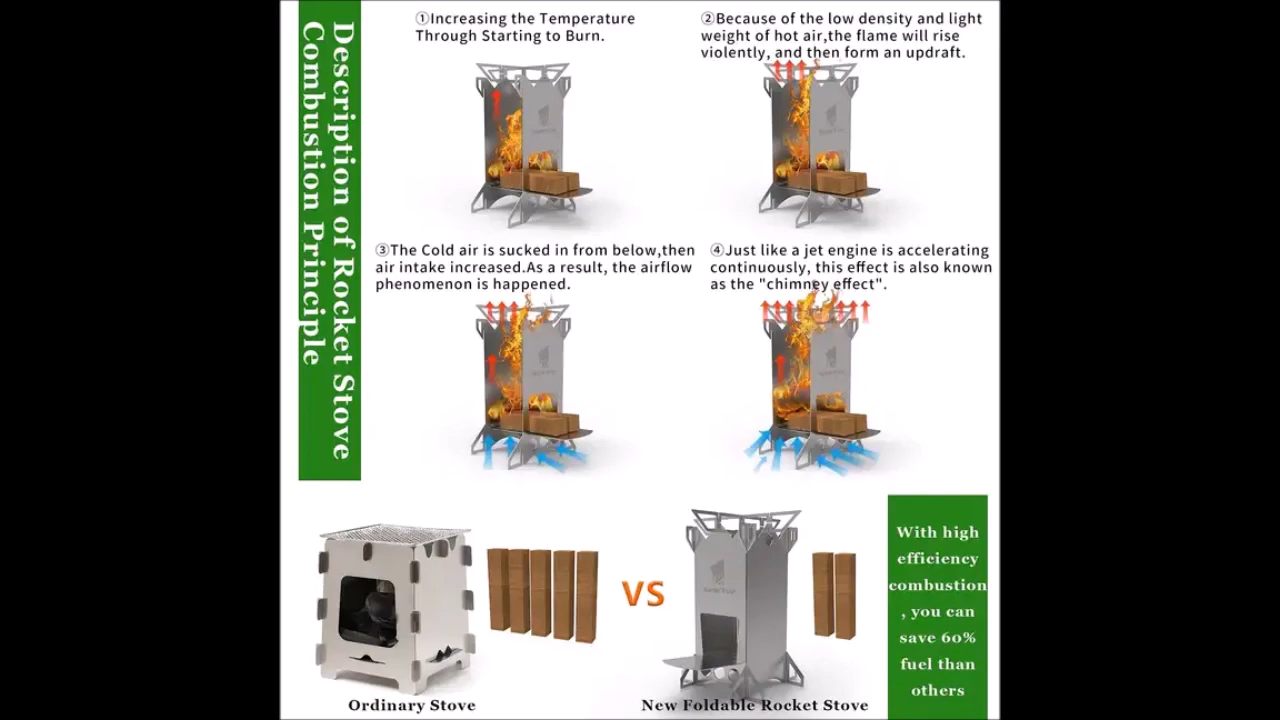 Description of Rocket Stove
Combustion Principle
①Increasing the Temperature
Through Starting to Burn.
②Because of the low density and light
weight of hot air,the flame will rise
violently, and then form an updraft.
③The Cold air is sucked in from below,then
air intake increased.As a result, the airflow
phenomenon is happened.
④Just like a jet engine is accelerating
continuously, this effect is also known
as the "chimney effect".
VS
Ordinary Stove
New Foldable Rocket Stove
With high
efficiency
combustion
, you can
save 60%
fuel than
others